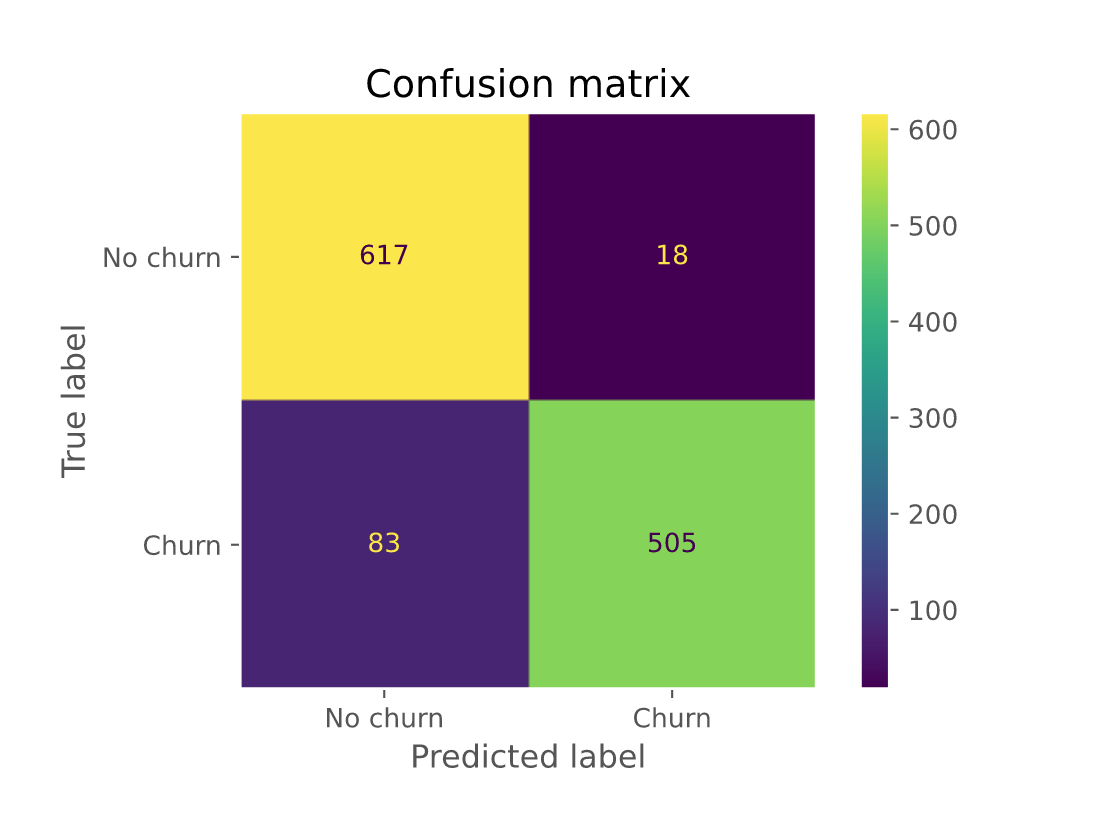 Confusion matrix
No churn
617
18
Churn
83
505
No churn
Churn
Predicted label
True label
600
500
400
300
200
100